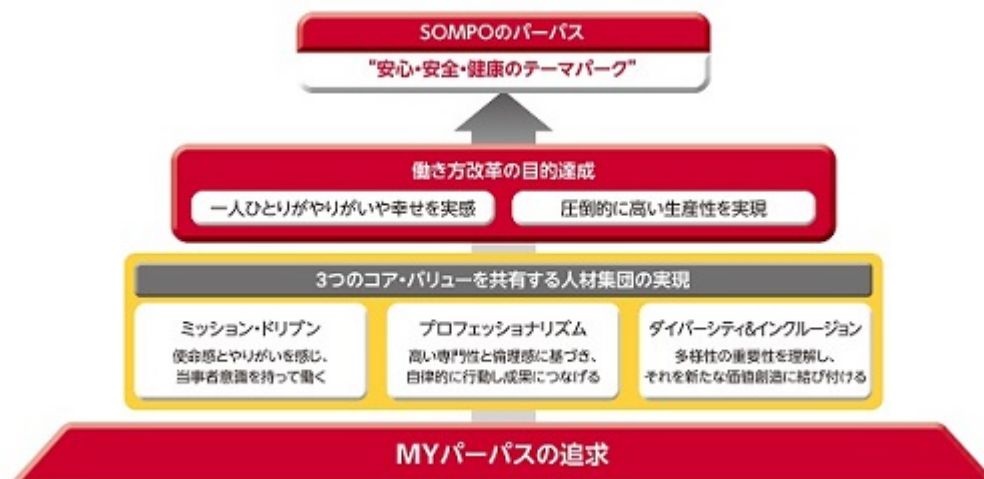 SOMPOのパーパス
“安心・安全・健康のテーマパーク”
働き方改革の目的達成
一人ひとりがやりがいや幸せを実感
圧倒的に高い生産性を実現
3つのコア・バリューを共有する人材集団の実現
ミッション・ドリブン
使命感とやりがいを感じ、
当事者意識を持って働く
プロフェッショナリズム
高い専門性と倫理感に基づき、
自律的に行動し成果につなげる
ダイバーシティ&インクルージョン
多様性の重要性を理解し、
それを新たな価値創造に結び付ける
MYパーパスの追求